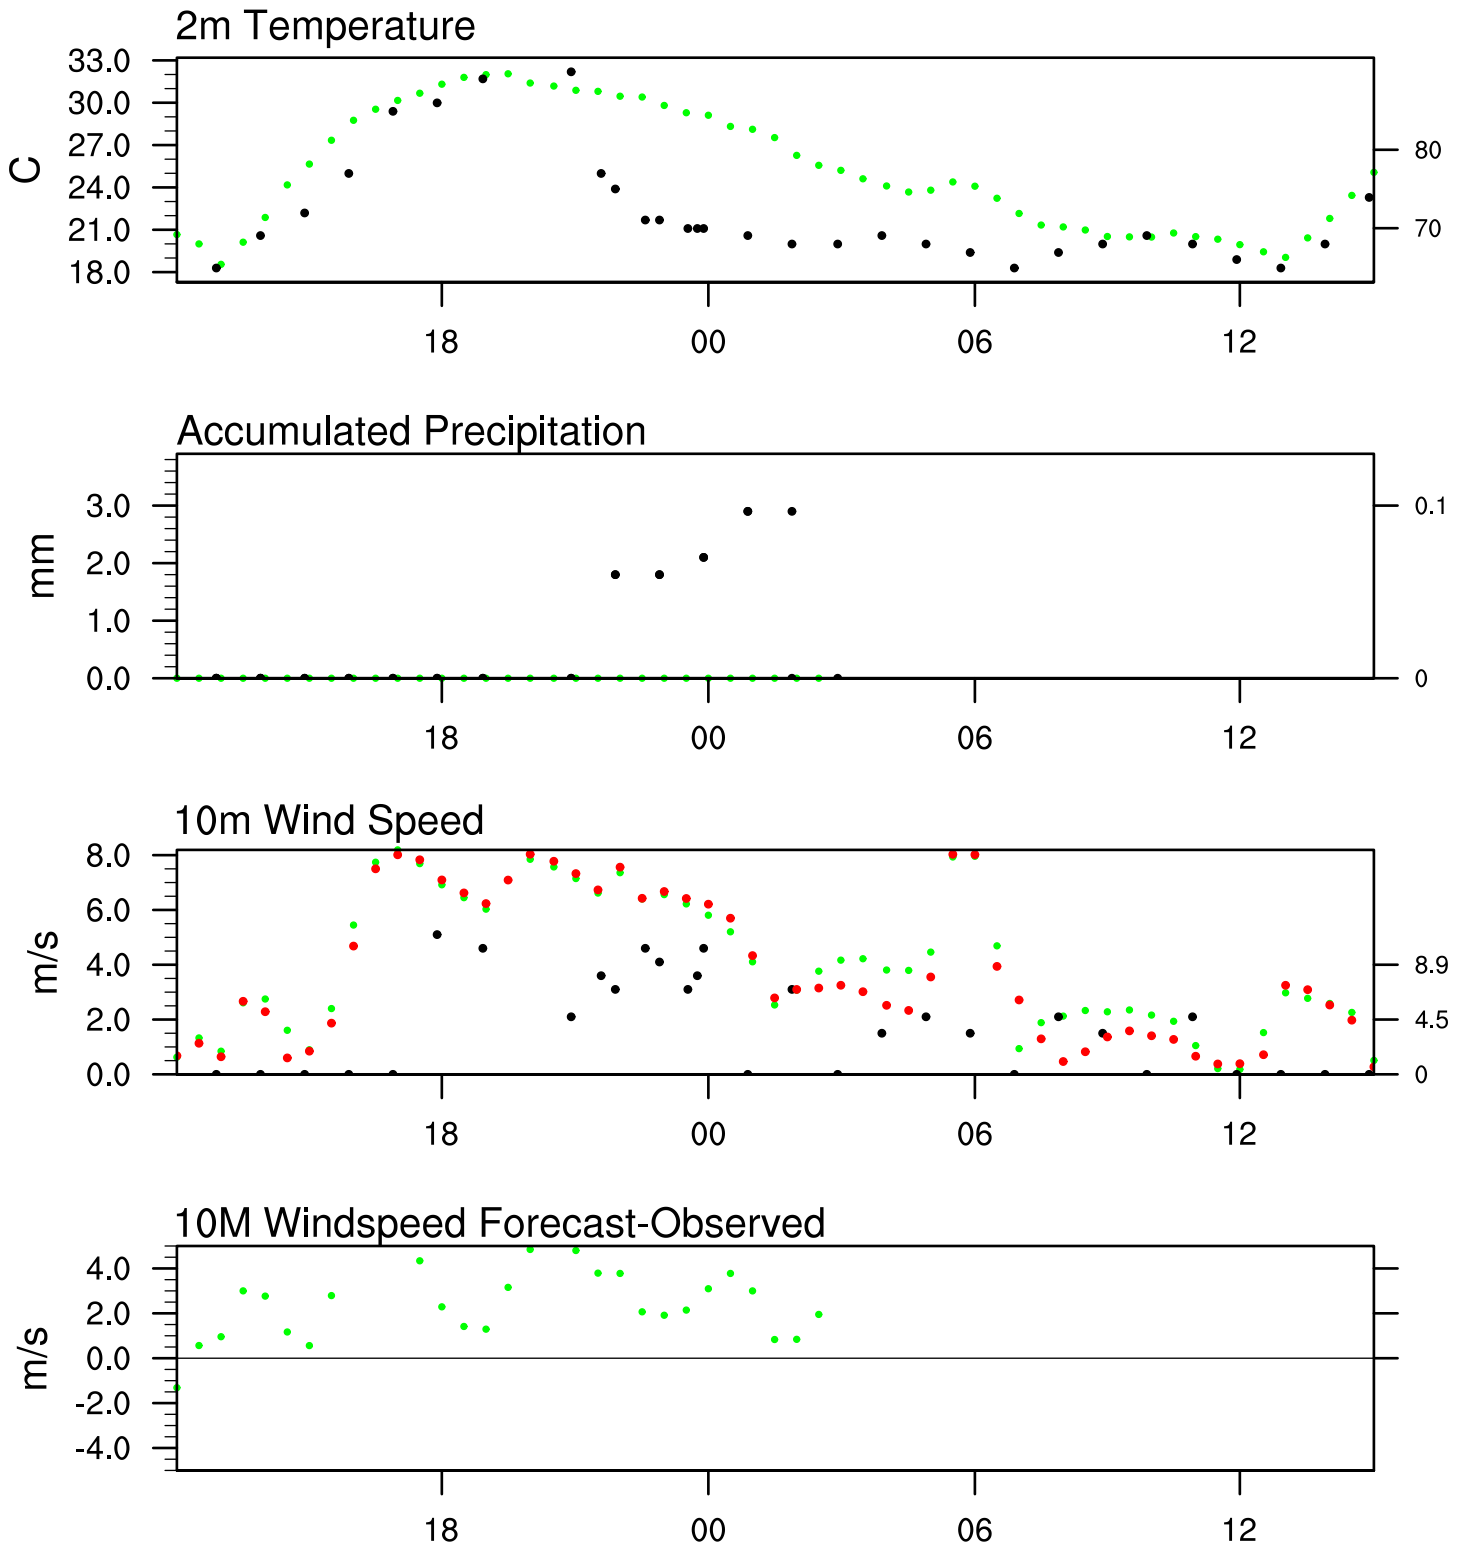 2m Temperature
33.0
30.0
27.0
24.0
21.0
18.0
C
80
70
18 00 06 12
Accumulated Precipitation
3.0
2.0
1.0
0.0
mm
0.1
0
18 00 06 12
10m Wind Speed
8.0
6.0
4.0
2.0
0.0
m/s
8.9
4.5
0
18 00 06 12
10M Windspeed Forecast-Observed
4.0
2.0
0.0
-2.0
-4.0
m/s
18 00 06 12